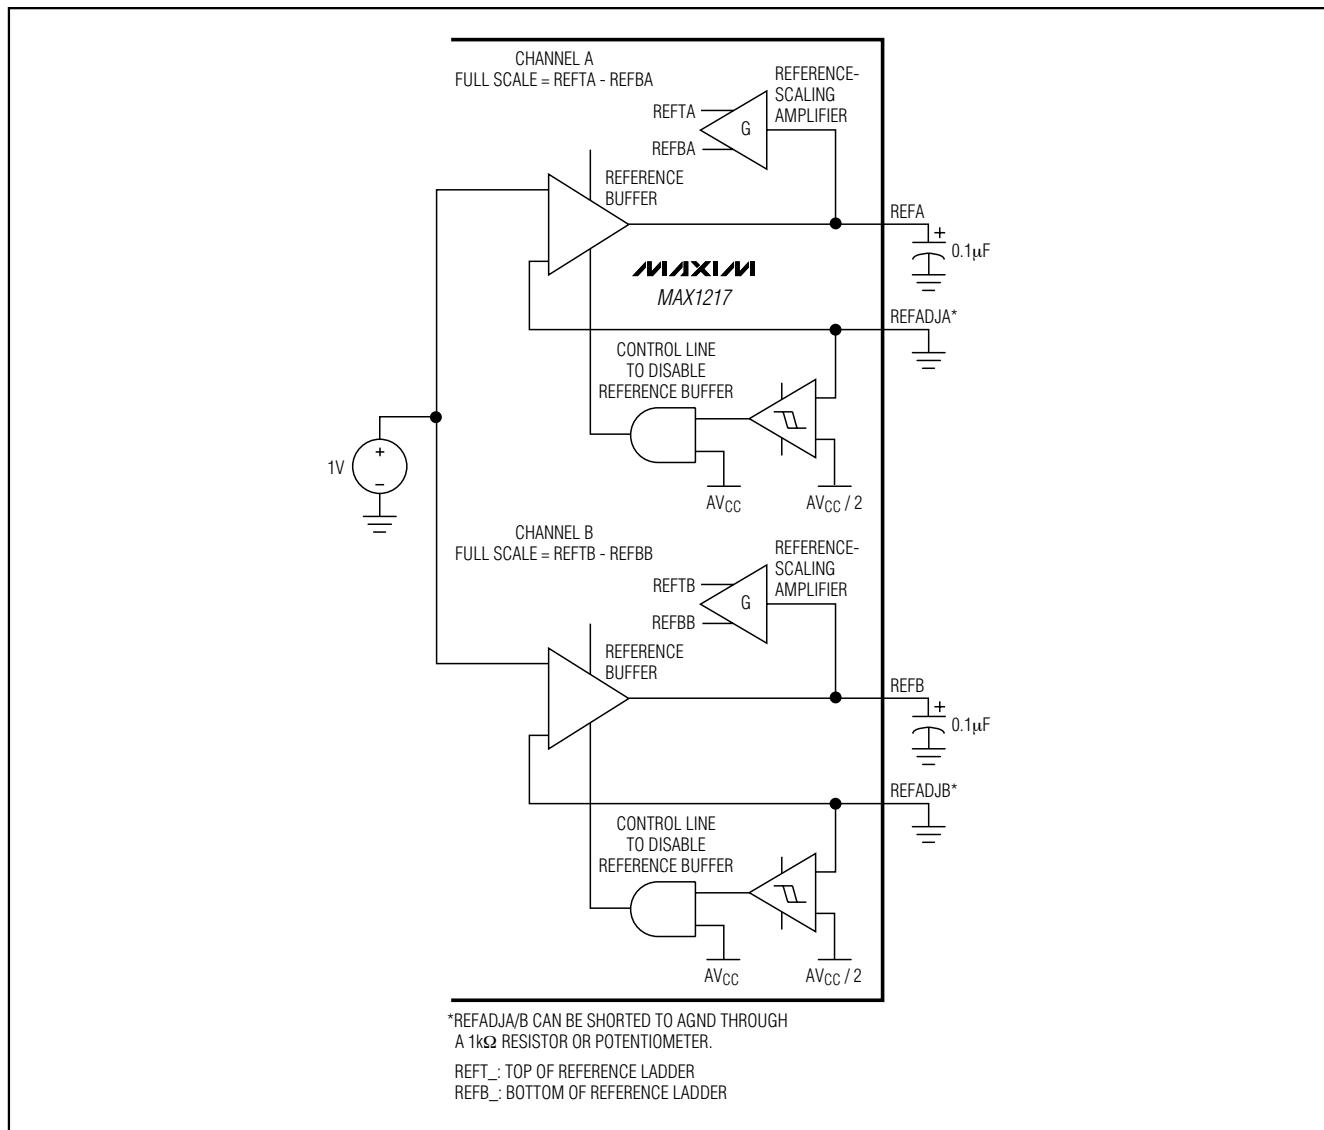 CHANNEL A
FULL SCALE = REFTA - REFBA
REFERENCE-
SCALING
AMPLIFIER
REFTA
G
REFBA
REFERENCE
BUFFER
REFA
+
0.1µF
MAXIM
MAX1217
REFADJA*
CONTROL LINE
TO DISABLE
REFERENCE BUFFER
1V
+
−
AVCC
AVCC / 2
CHANNEL B
FULL SCALE = REFTB - REFBB
REFERENCE-
SCALING
AMPLIFIER
REFTB
G
REFBB
REFERENCE
BUFFER
REFB
+
0.1µF
REFADJB*
CONTROL LINE
TO DISABLE
REFERENCE BUFFER
AVCC
AVCC / 2
*REFADJA/B CAN BE SHORTED TO AGND THROUGH
A 1kΩ RESISTOR OR POTENTIOMETER.
REFT_: TOP OF REFERENCE LADDER
REFB_: BOTTOM OF REFERENCE LADDER